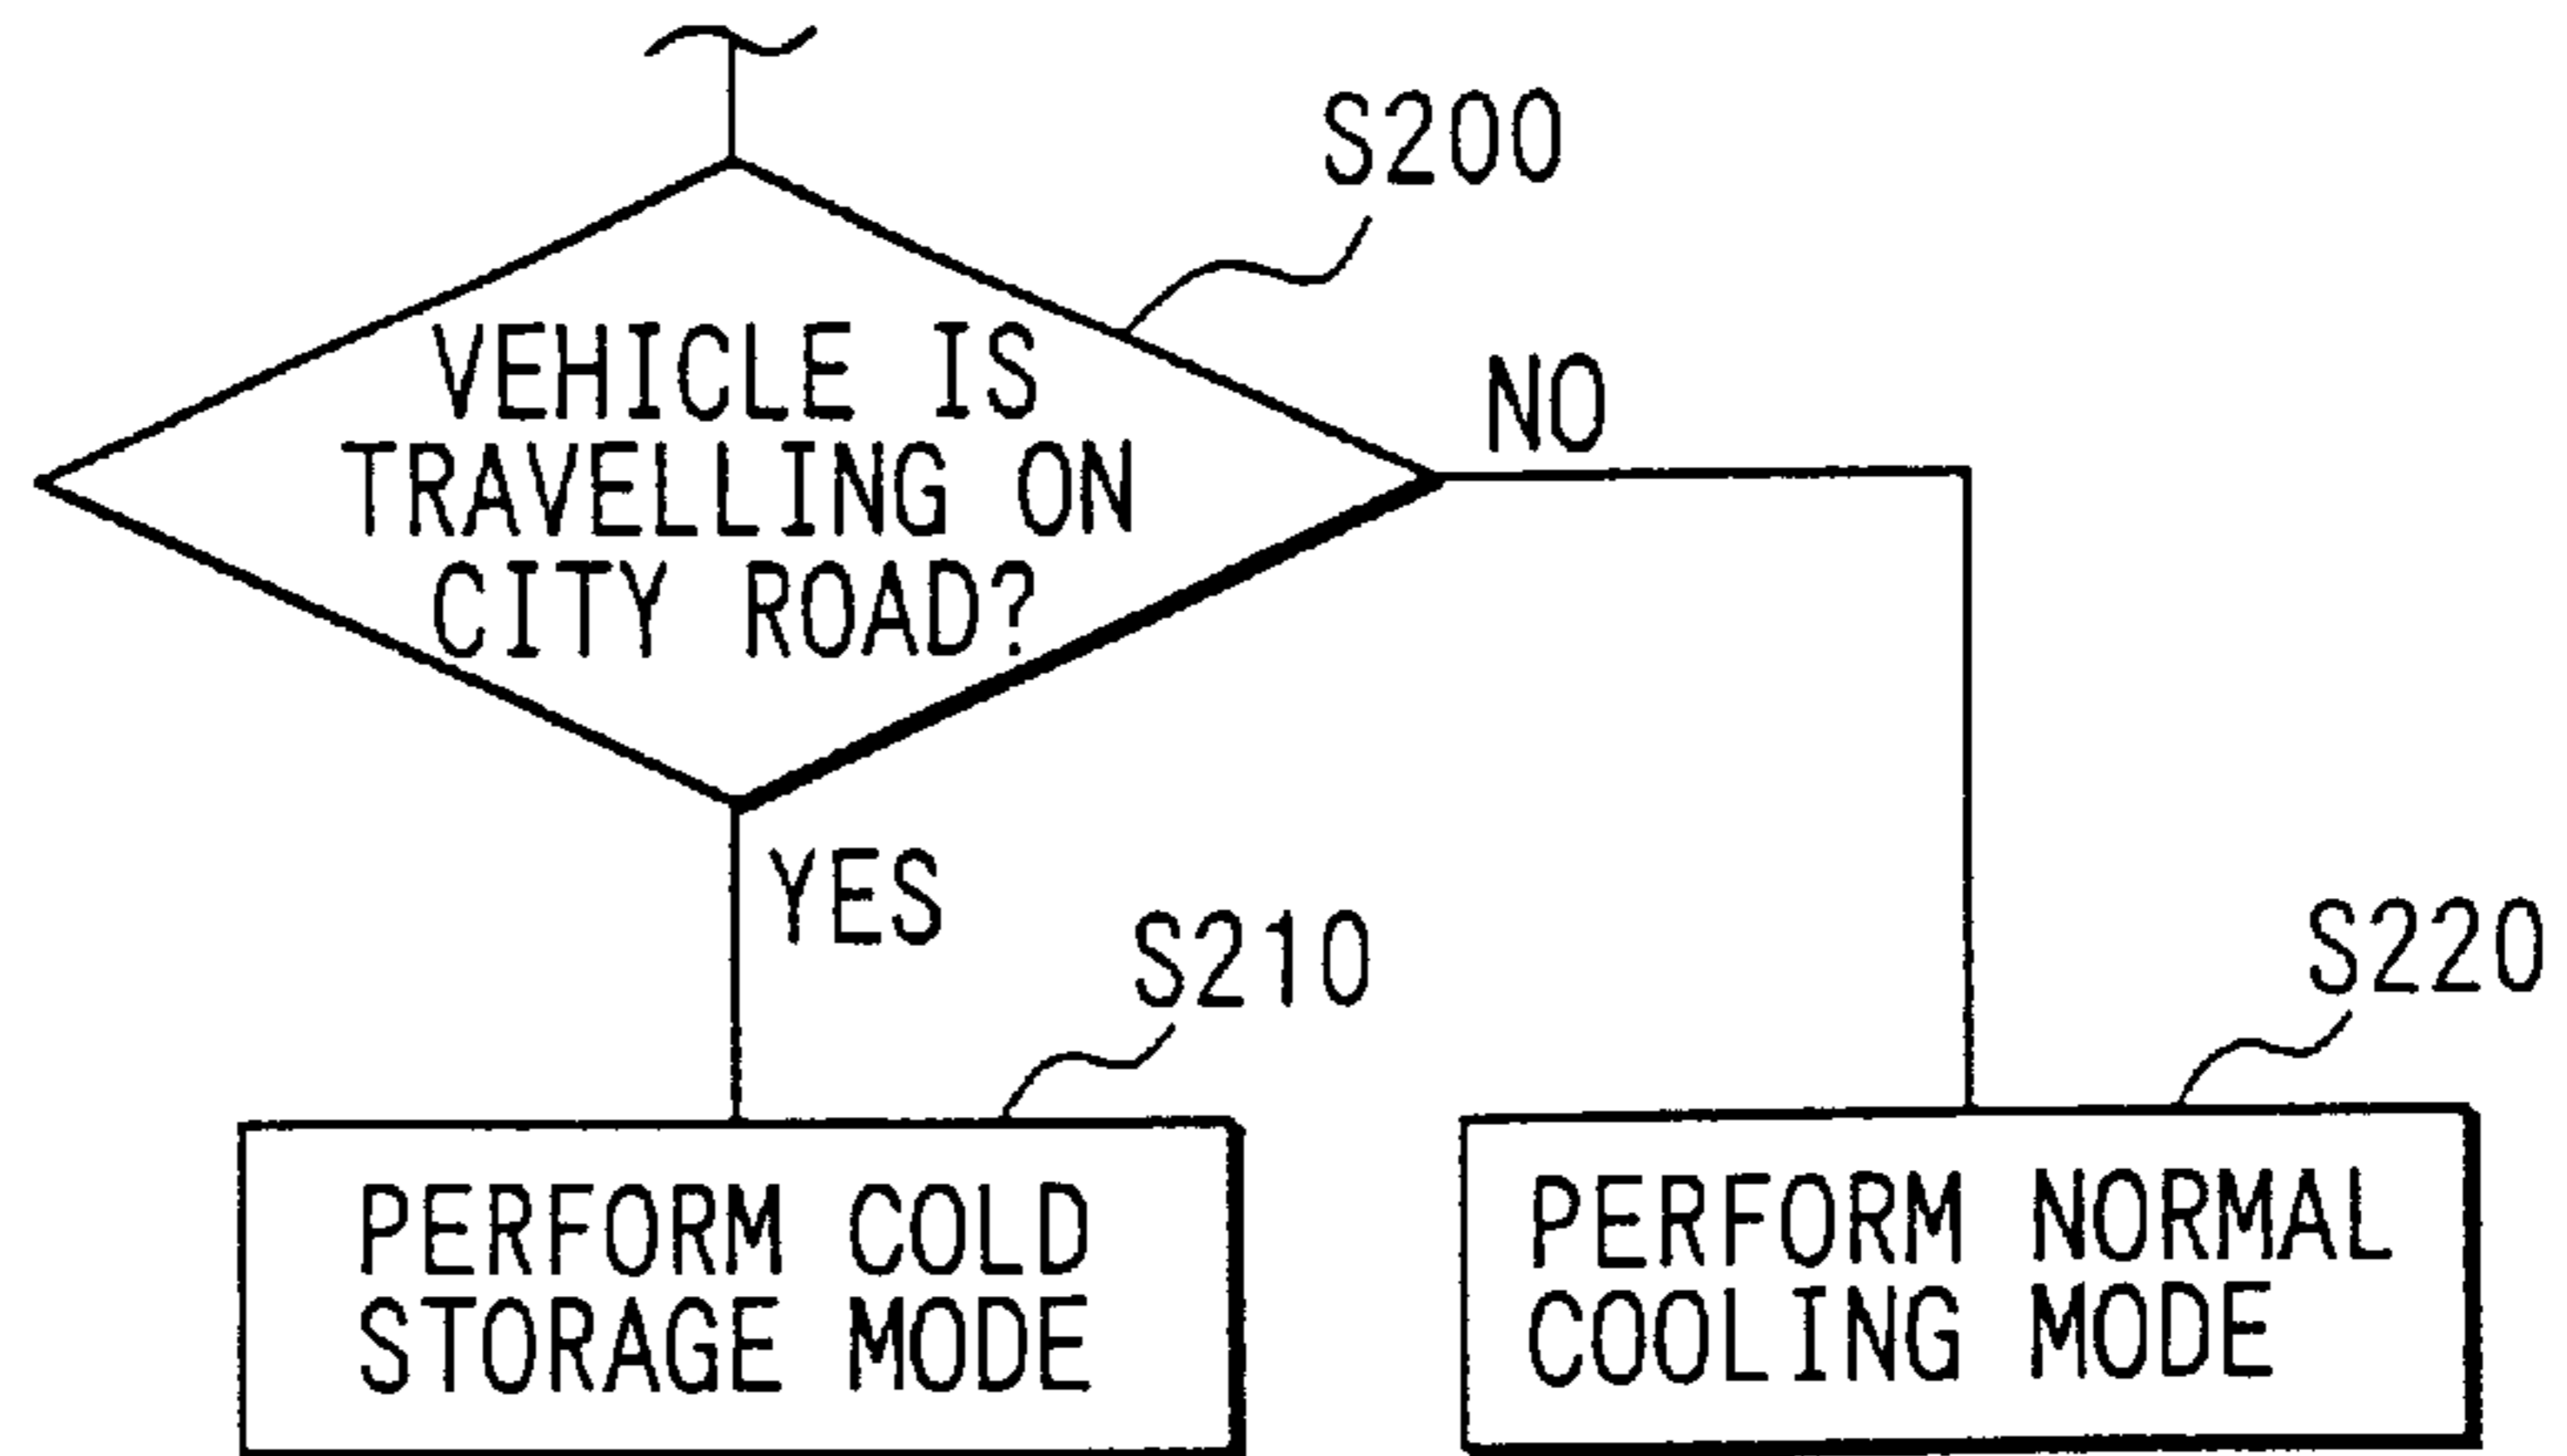 S200
VEHICLE IS
TRAVELLING ON
CITY ROAD?
NO
YES
S210
S220
PERFORM COLD
STORAGE MODE
PERFORM NORMAL
COOLING MODE